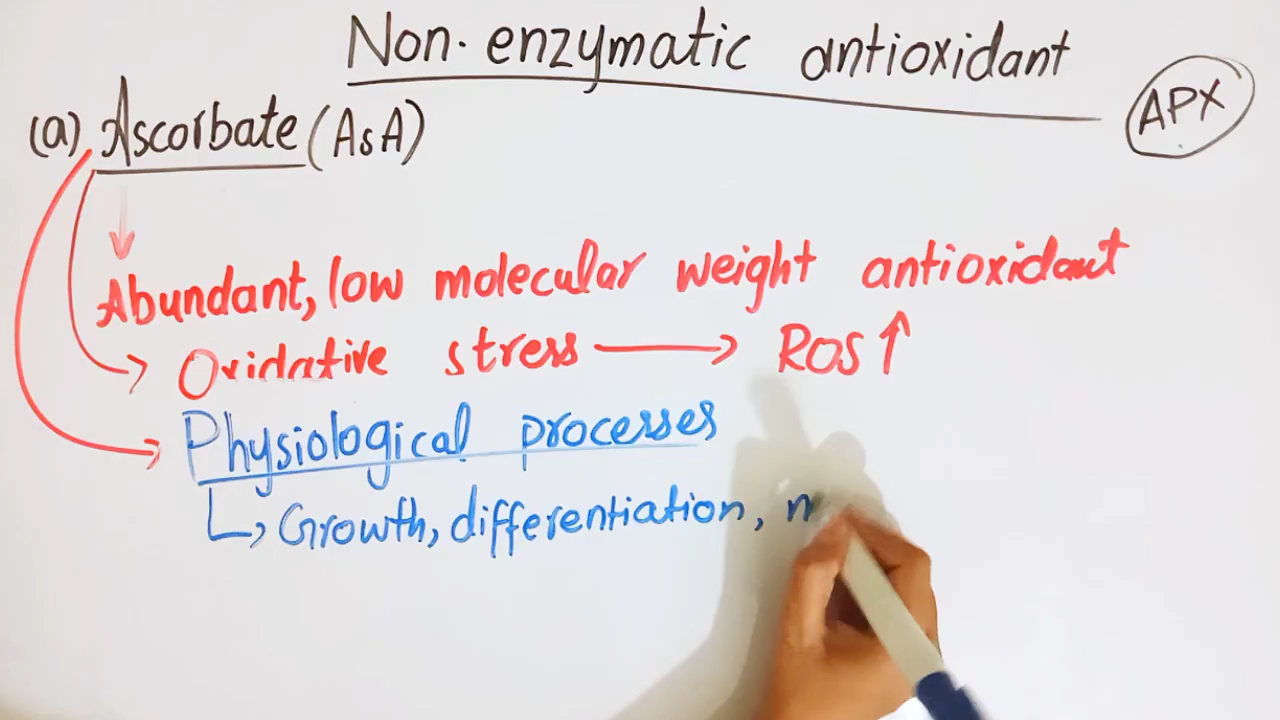 Non-enzymatic antioxidant
APX
(a) Ascorbate (AsA)
Abundant, low molecular weight antioxidant
Oxidative stress → ROS ↑
Physiological processes
↳ Growth, differentiation,